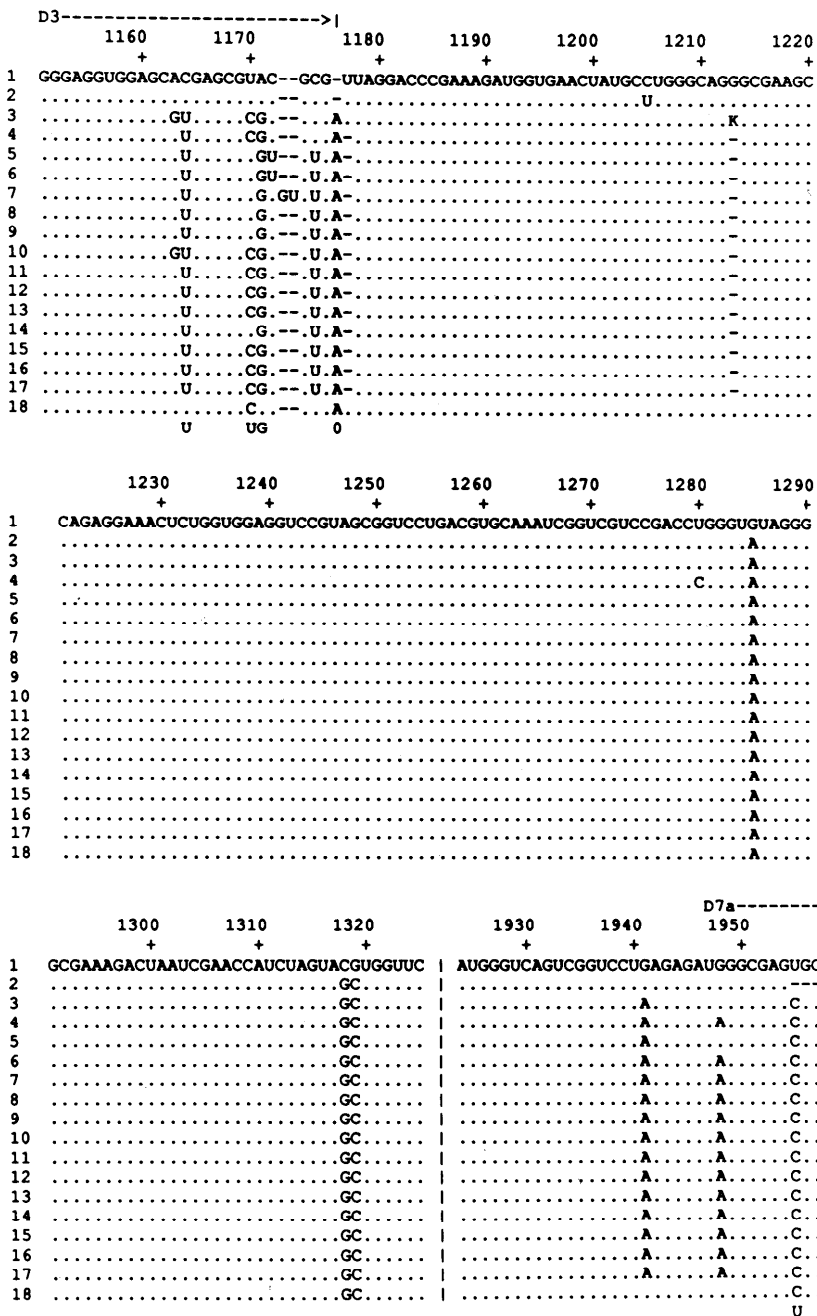 D3------------------------>|
1160 1170 1180 1190 1200 1210 1220
+ + + + + + +
1 GGGAGGUGGAGCACGAGCGUAC--GCG-UUAGGACCCGAAAGAUGGUGAACUAUGCCUGGGCAGGGCGAAGC
2 ......................--...-............................U...............
3 ............GU.....CG.--...A....................................K.......
4 .............U.....CG.--...A-...................................-.......
5 .............U......GU--.U.A-...................................-.......
6 .............U......GU--.U.A-...................................-.......
7 .............U......G.GU.U.A-...................................-.......
8 .............U......G.--.U.A-...................................-.......
9 .............U......G.--.U.A-...................................-.......
10 ............GU.....CG.--.U.A-...................................-.......
11 .............U.....CG.--.U.A-...................................-.......
12 .............U.....CG.--.U.A-...................................-.......
13 .............U.....CG.--.U.A-...................................-.......
14 .............U......G.--.U.A-...................................-.......
15 .............U.....CG.--.U.A-...................................-.......
16 .............U.....CG.--.U.A-...................................-.......
17 .............U.....CG.--.U.A-...................................-.......
18 ...................C..--...A............................................
U UG 0
1230 1240 1250 1260 1270 1280 1290
+ + + + + + +
1 CAGAGGAAACUCUGGUGGAGGUCCGUAGCGGUCCUGACGUGCAAAUCGGUCGUCCGACCUGGGUGUAGGG
2 ................................................................A.....
3 ................................................................A.....
4 ...........................................................C....A.....
5 ................................................................A.....
6 ................................................................A.....
7 ................................................................A.....
8 ................................................................A.....
9 ................................................................A.....
10 ................................................................A.....
11 ................................................................A.....
12 ................................................................A.....
13 ................................................................A.....
14 ................................................................A.....
15 ................................................................A.....
16 ................................................................A.....
17 ................................................................A.....
18 ................................................................A.....
D7a-------
1300 1310 1320 1930 1940 1950
+ + + + + +
1 GCGAAAGACUAAUCGAACCAUCUAGUACGUGGUUC | AUGGGUCAGUCGGUCCUGAGAGAUGGGCGAGUGC
2 ...........................GC...... | ...............................---
3 ...........................GC...... | .................A.............C..
4 ...........................GC...... | .................A......A......C..
5 ...........................GC...... | .................A.............C..
6 ...........................GC...... | .................A......A......C..
7 ...........................GC...... | .................A......A......C..
8 ...........................GC...... | .................A......A......C..
9 ...........................GC...... | .................A......A......C..
10 ...........................GC...... | .................A......A......C..
11 ...........................GC...... | .................A......A......C..
12 ...........................GC...... | .................A......A......C..
13 ...........................GC...... | .................A......A......C..
14 ...........................GC...... | .................A......A......C..
15 ...........................GC...... | .................A......A......C..
16 ...........................GC...... | .................A......A......C..
17 ...........................GC...... | .................A......A......C..
18 ...........................GC...... | ...............................C..
U